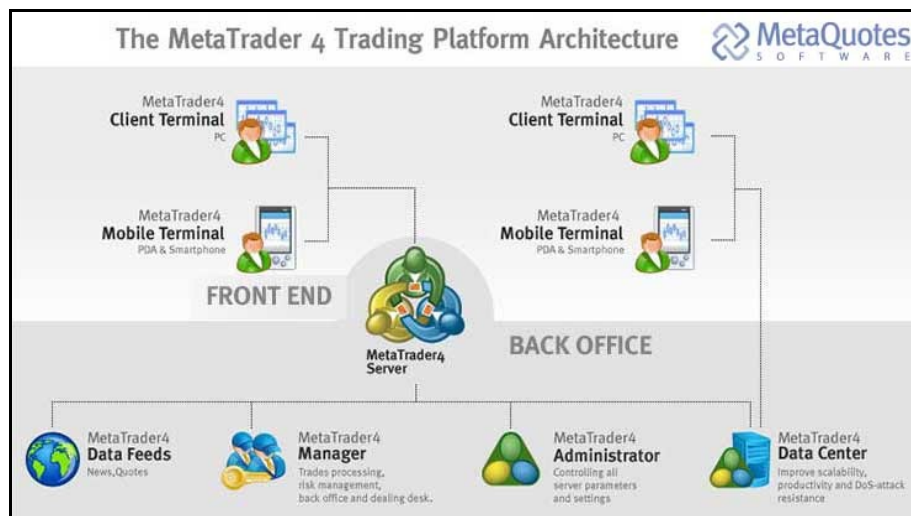 The MetaTrader 4 Trading Platform Architecture
MetaQuotes
SOFTWARE
MetaTrader4
Client Terminal
PC
MetaTrader4
Mobile Terminal
PDA & Smartphone
MetaTrader4
Client Terminal
PC
MetaTrader4
Mobile Terminal
PDA & Smartphone
FRONT END
MetaTrader4
Server
BACK OFFICE
MetaTrader4
Data Feeds
News,Quotes
MetaTrader4
Manager
Trades processing,
risk management,
back office and dealing desk.
MetaTrader4
Administrator
Controlling all
server parameters
and settings
MetaTrader4
Data Center
Improve scalability,
productivity and DoS-attack
resistance